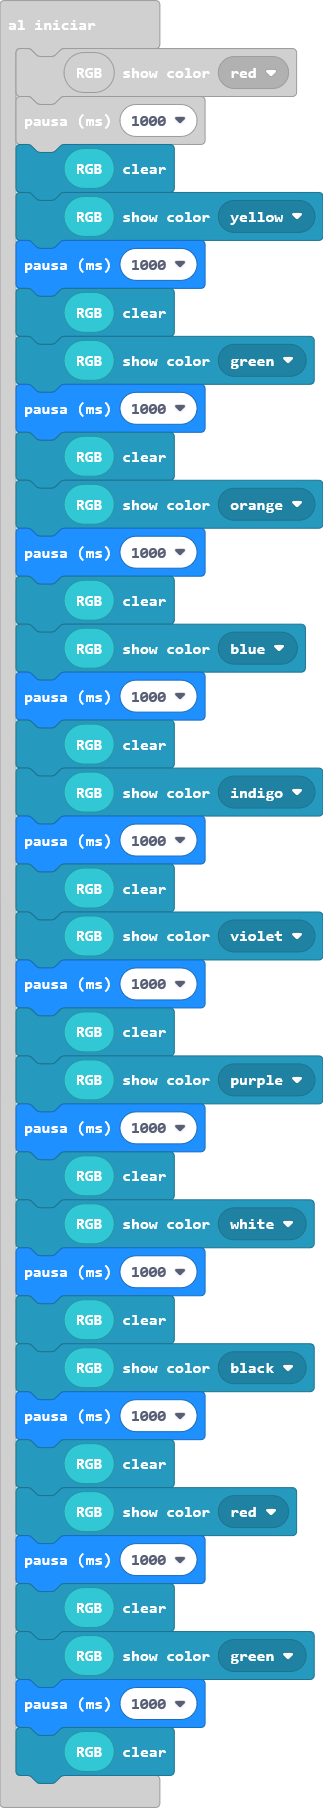 al iniciar
RGB show color red
pausa (ms) 1000
RGB clear
RGB show color yellow
pausa (ms) 1000
RGB clear
RGB show color green
pausa (ms) 1000
RGB clear
RGB show color orange
pausa (ms) 1000
RGB clear
RGB show color blue
pausa (ms) 1000
RGB clear
RGB show color indigo
pausa (ms) 1000
RGB clear
RGB show color violet
pausa (ms) 1000
RGB clear
RGB show color purple
pausa (ms) 1000
RGB clear
RGB show color white
pausa (ms) 1000
RGB clear
RGB show color black
pausa (ms) 1000
RGB clear
RGB show color red
pausa (ms) 1000
RGB clear
RGB show color green
pausa (ms) 1000
RGB clear